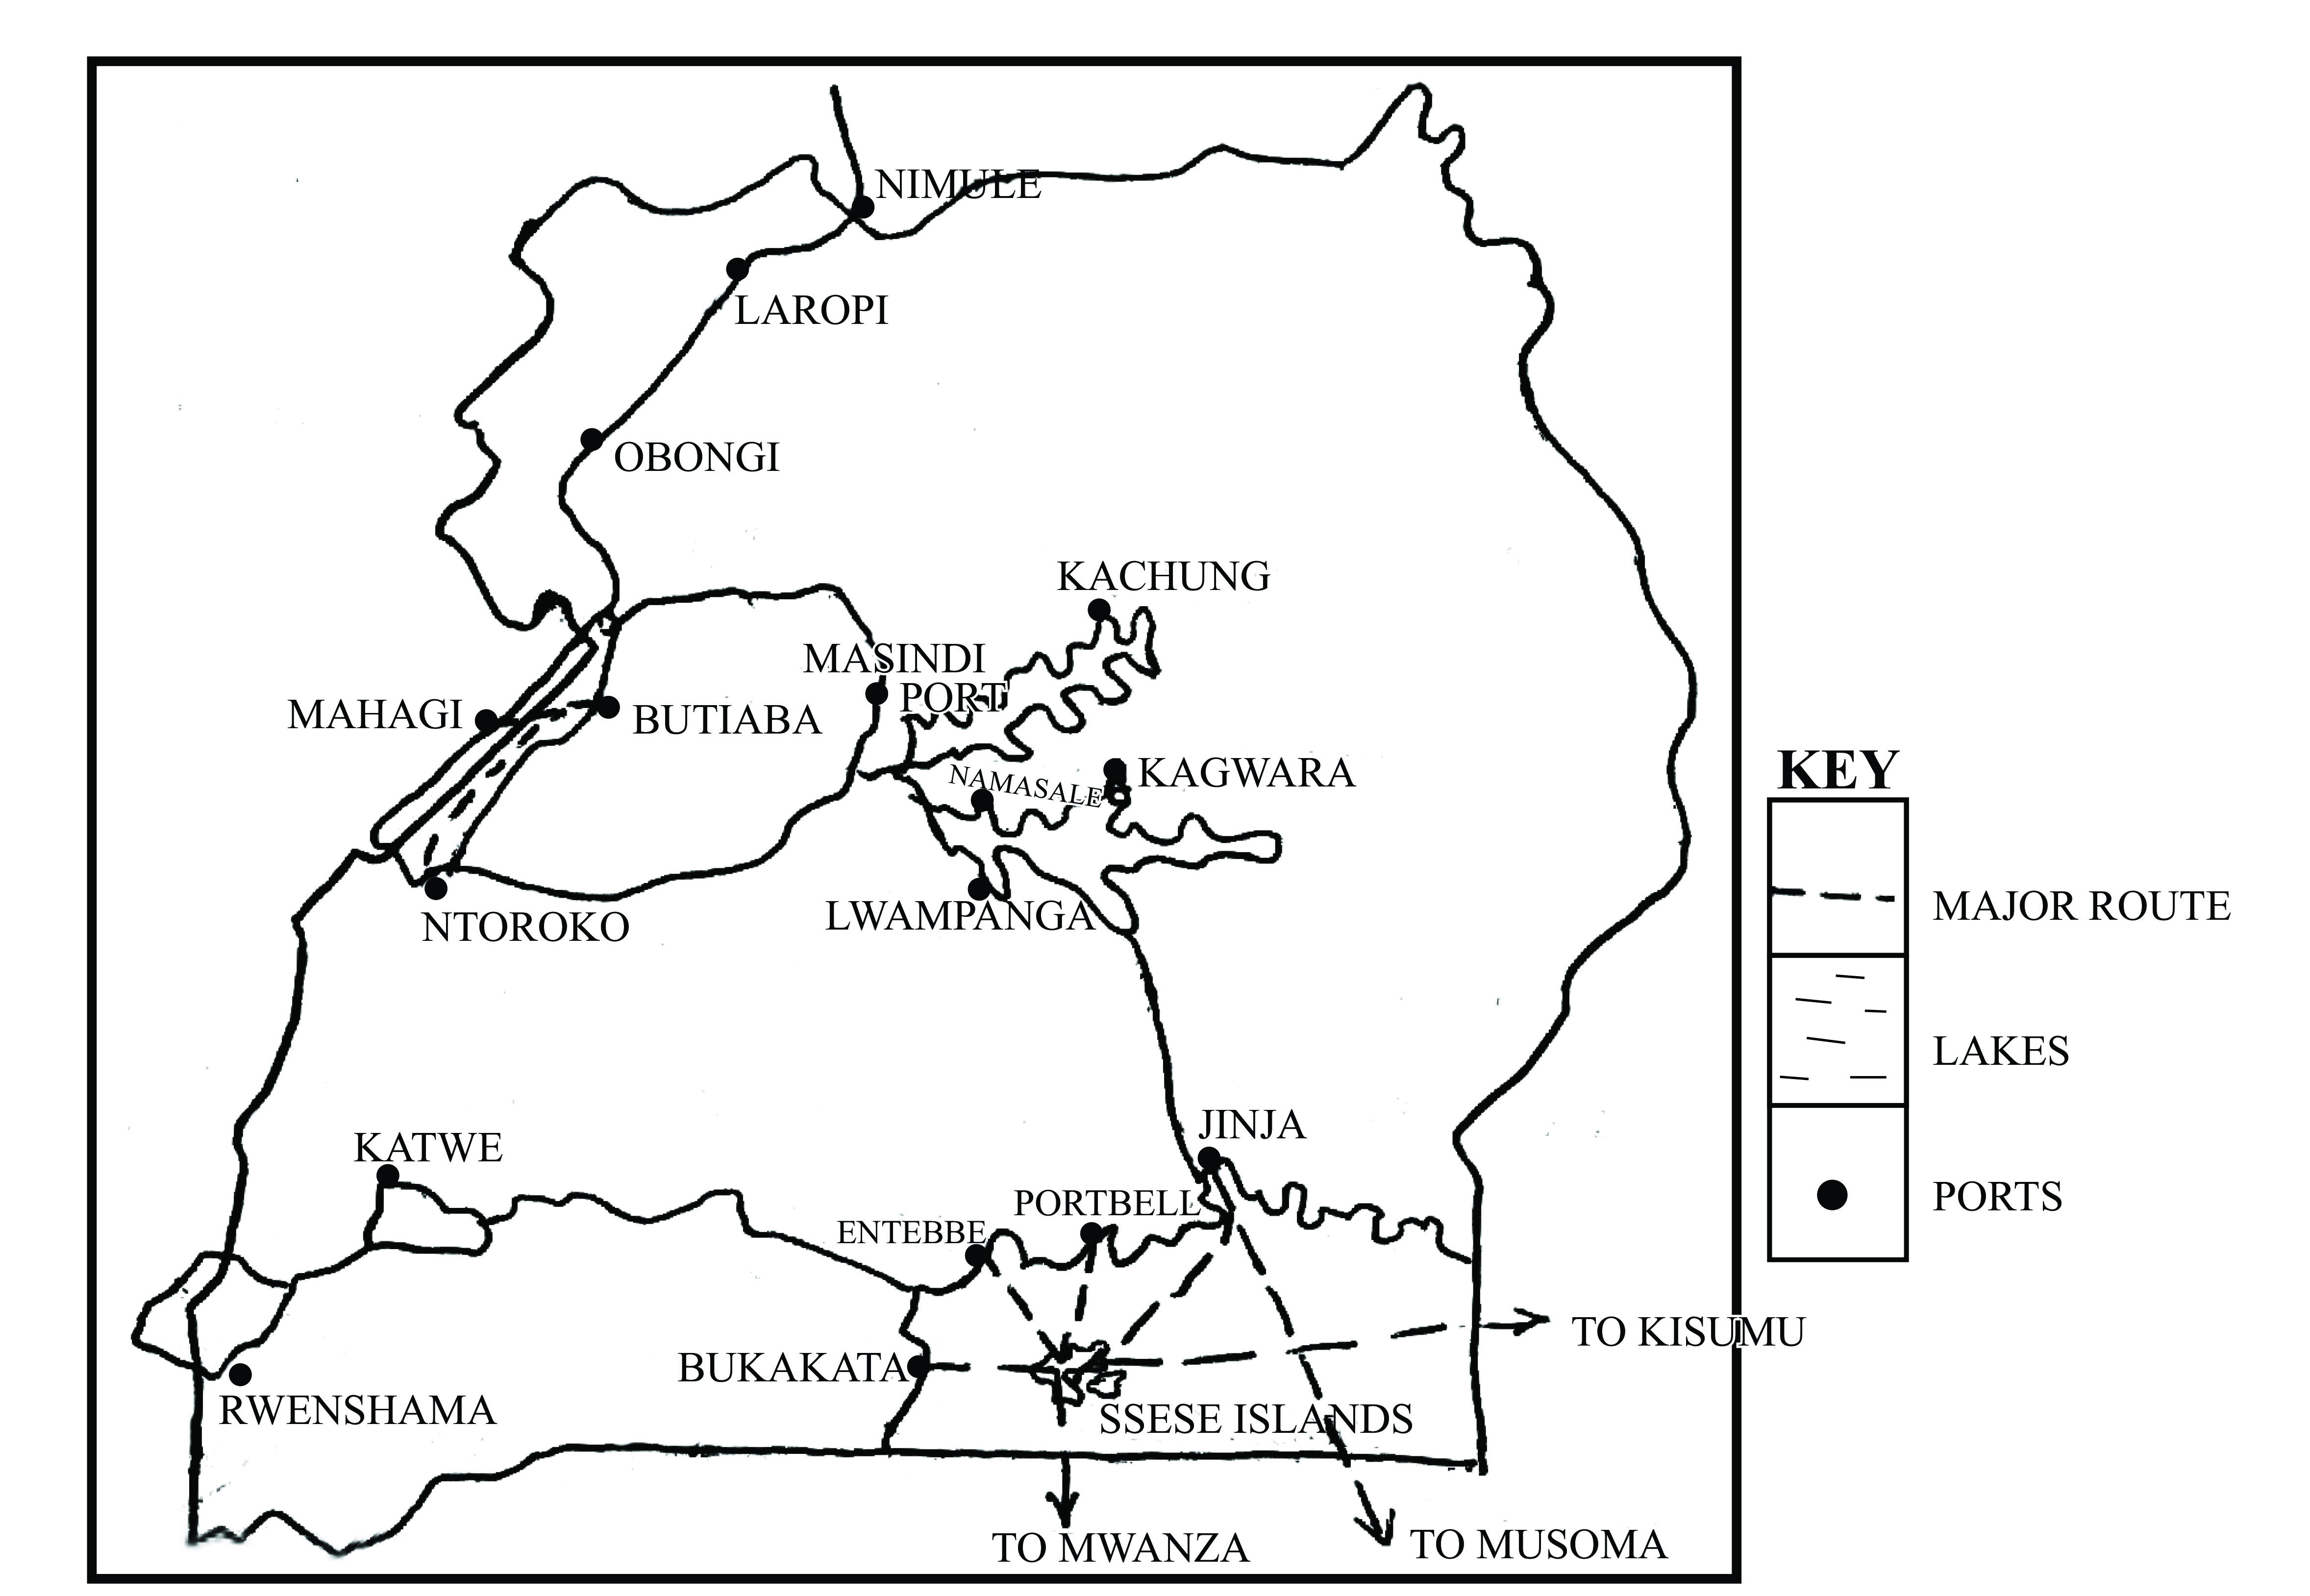 NIMULE
LAROPI
OBONGI
KACHUNG
MASINDI
PORT
MAHAGI
BUTIABA
NAMASALE
KAGWARA
NTOROKO
LWAMPANGA
KEY
MAJOR ROUTE
LAKES
PORTS
JINJA
KATWE
PORTBELL
ENTEBBE
TO KISUMU
BUKAKATA
RWENSHAMA
SSESE ISLANDS
TO MWANZA
TO MUSOMA